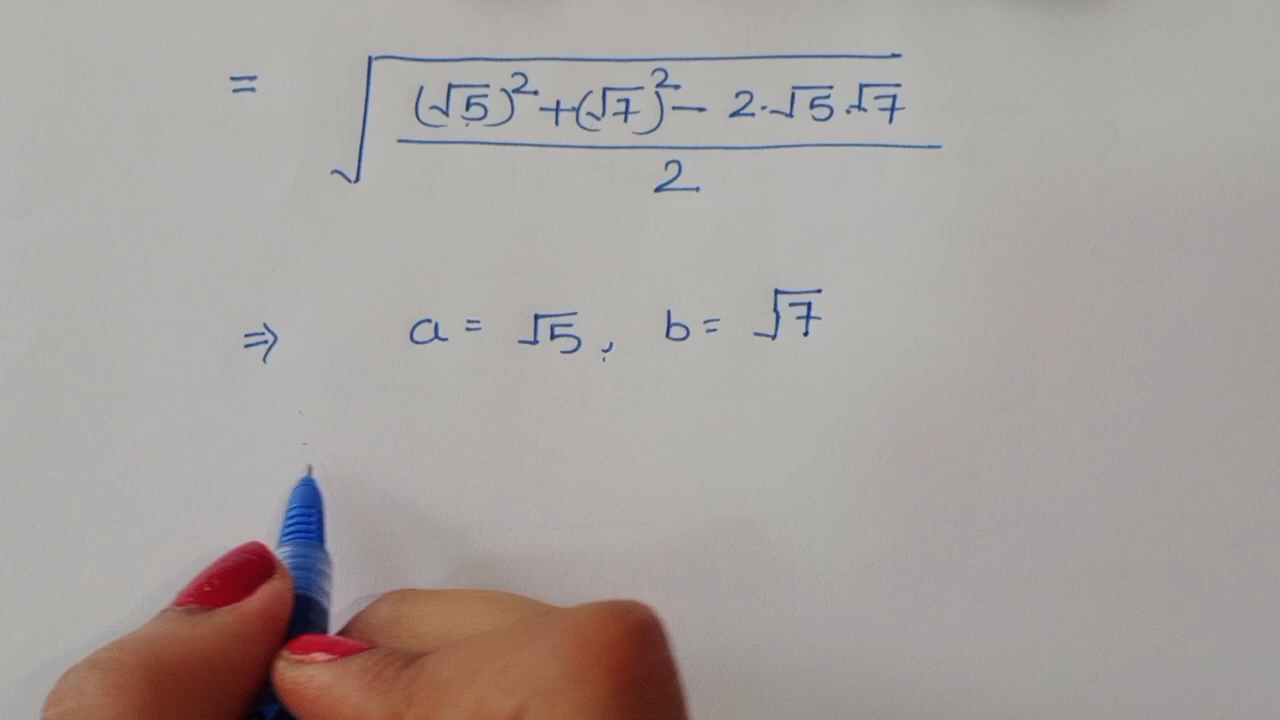 = √(((√5)² + (√7)² − 2·√5·√7) / 2)
⇒ a = √5, b = √7